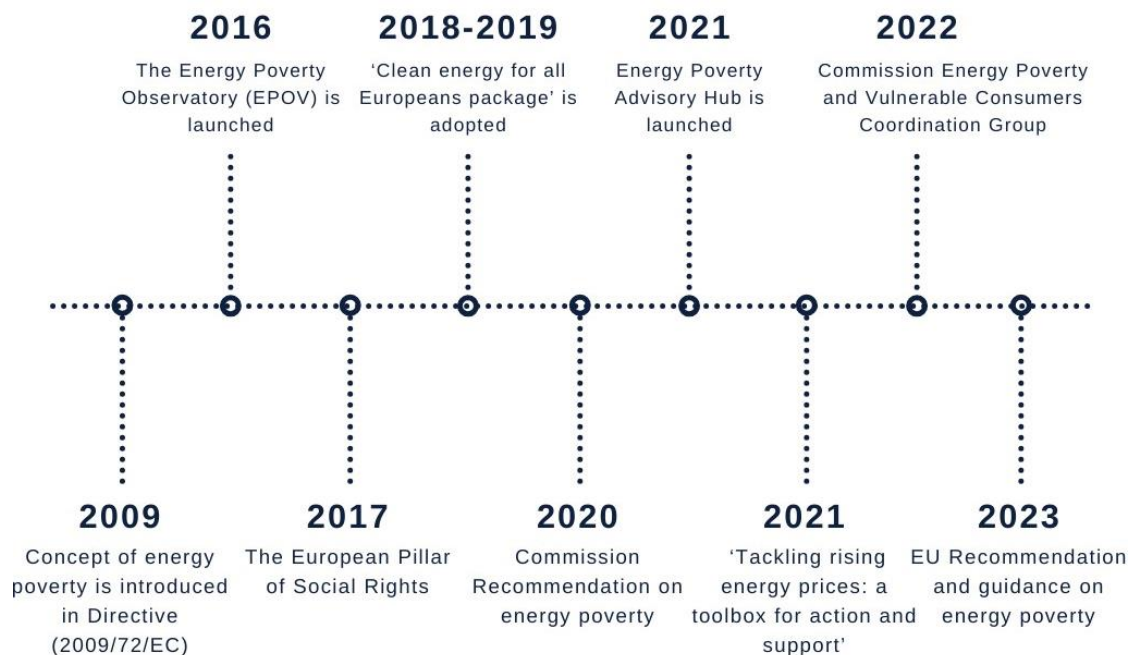 2016
The Energy Poverty
Observatory (EPOV) is
launched
2018-2019
‘Clean energy for all
Europeans package’ is
adopted
2021
Energy Poverty
Advisory Hub is
launched
2022
Commission Energy Poverty
and Vulnerable Consumers
Coordination Group
2009
Concept of energy
poverty is introduced
in Directive
(2009/72/EC)
2017
The European Pillar
of Social Rights
2020
Commission
Recommendation on
energy poverty
2021
‘Tackling rising
energy prices: a
toolbox for action and
support’
2023
EU Recommendation
and guidance on
energy poverty